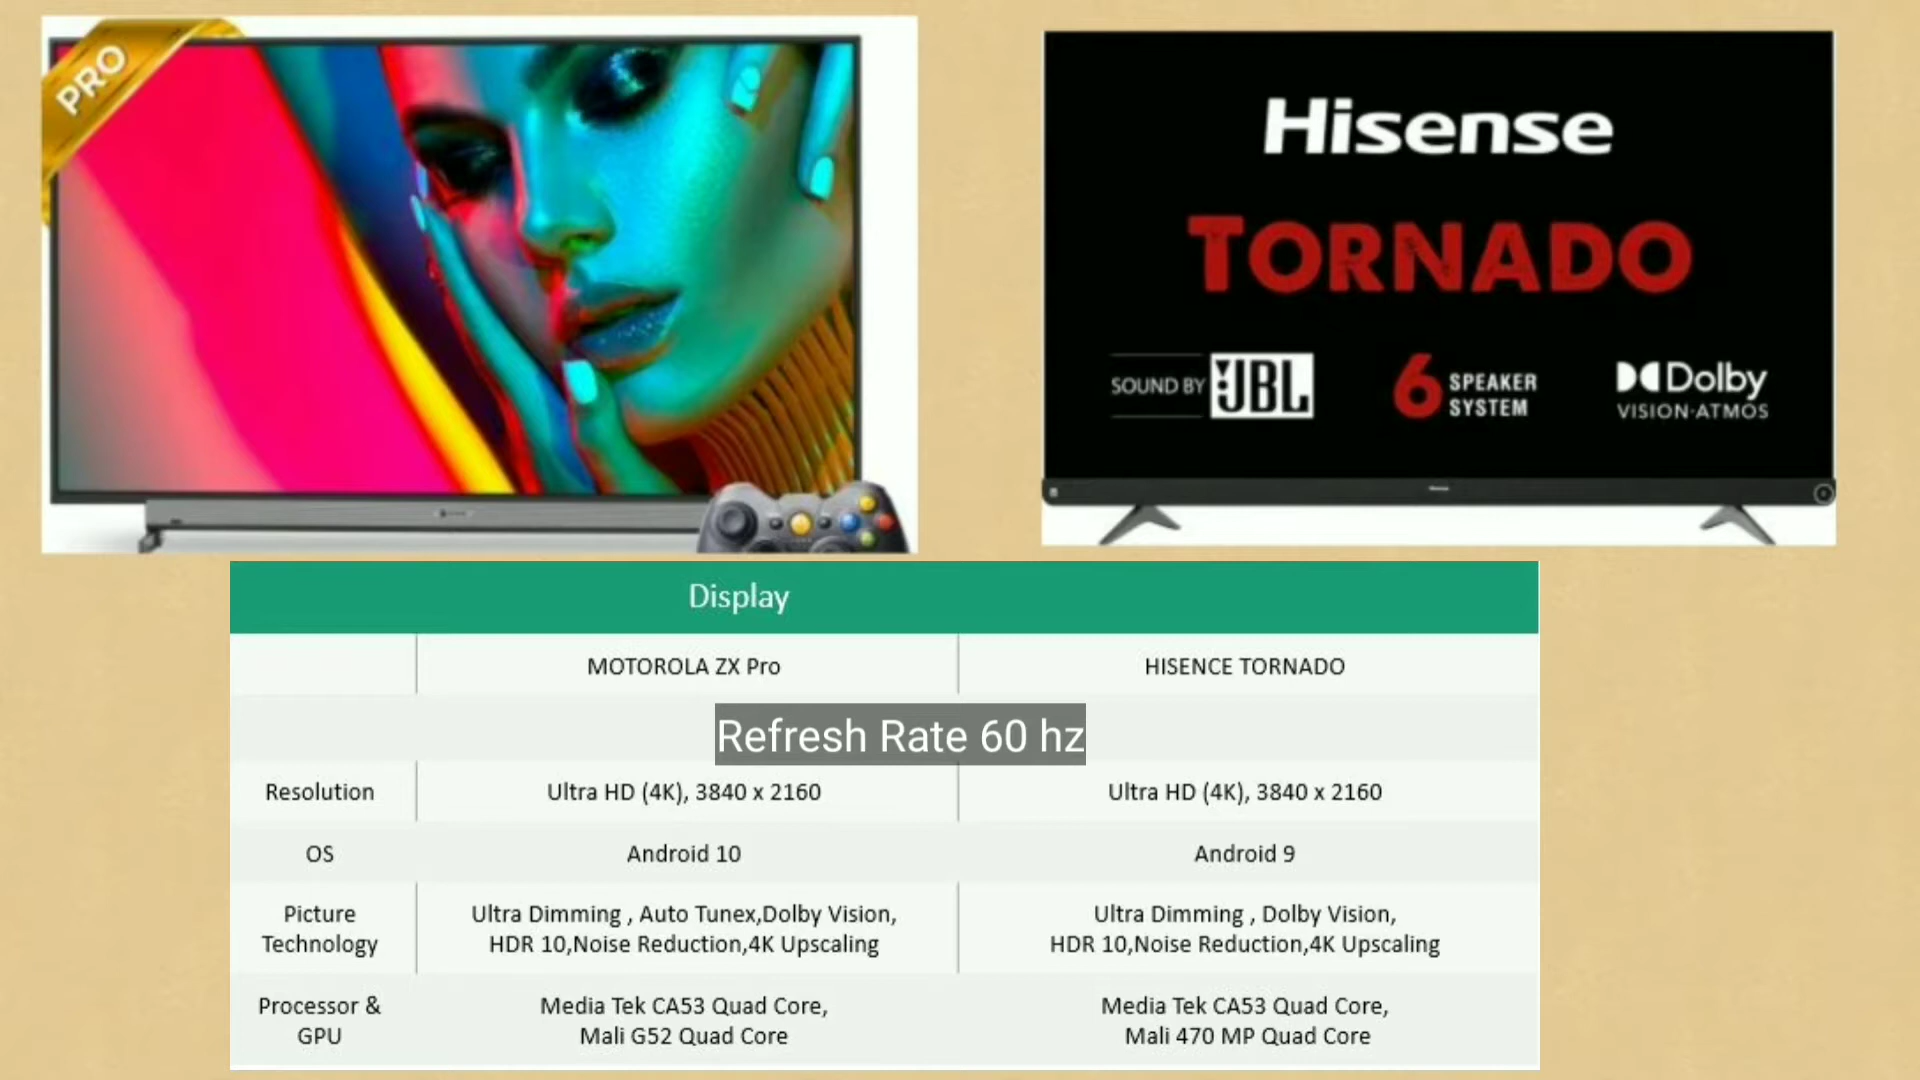 PRO
Hisense
TORNADO
SOUND BY JBL
6 SPEAKER SYSTEM
Dolby
VISION·ATMOS
Display
MOTOROLA ZX Pro
HISENCE TORNADO
Refresh Rate 60 hz
Resolution
Ultra HD (4K), 3840 x 2160
Ultra HD (4K), 3840 x 2160
OS
Android 10
Android 9
Picture
Technology
Ultra Dimming , Auto Tunex,Dolby Vision,
HDR 10,Noise Reduction,4K Upscaling
Ultra Dimming , Dolby Vision,
HDR 10,Noise Reduction,4K Upscaling
Processor &
GPU
Media Tek CA53 Quad Core,
Mali G52 Quad Core
Media Tek CA53 Quad Core,
Mali 470 MP Quad Core